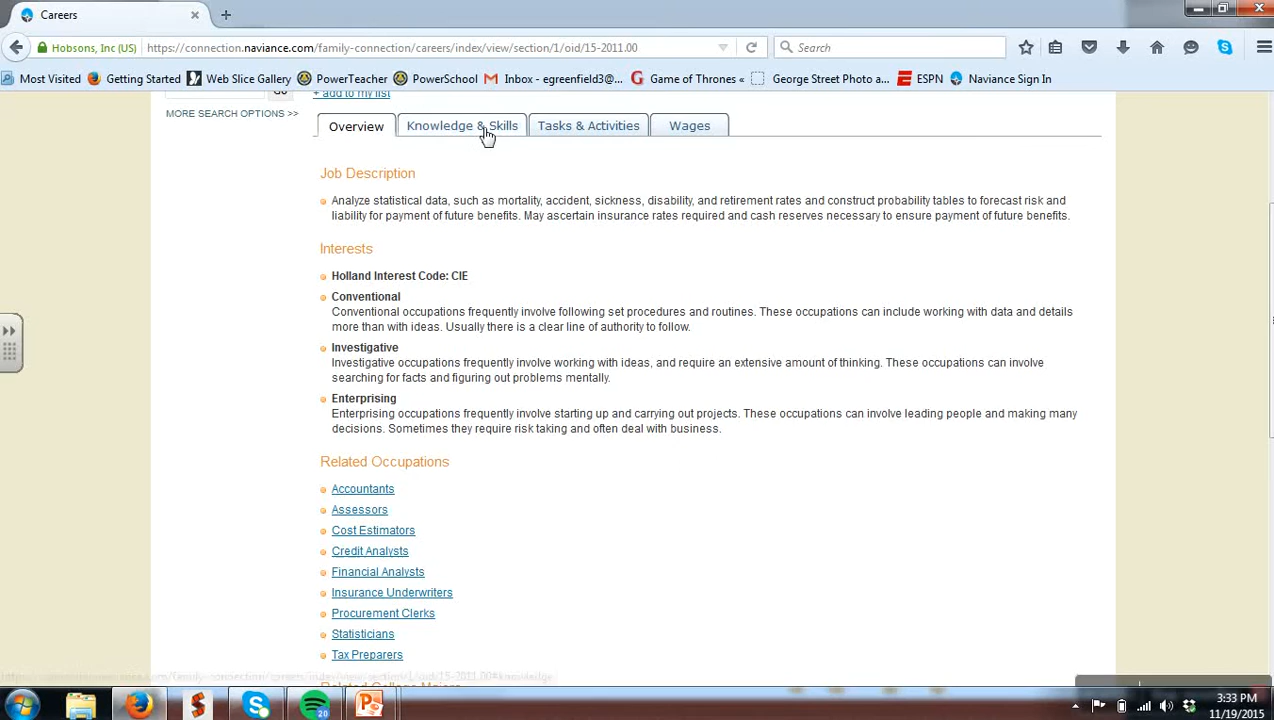 Careers
Hobsons, Inc (US)
https://connection.naviance.com/family-connection/careers/index/view/section/1/oid/15-2011.00
Search
Most Visited
Getting Started
Web Slice Gallery
PowerTeacher
PowerSchool
Inbox - egreenfield3@...
Game of Thrones «
George Street Photo a...
ESPN
Naviance Sign In
+ add to my list
MORE SEARCH OPTIONS >>
Overview
Knowledge & Skills
Tasks & Activities
Wages
Job Description
Analyze statistical data, such as mortality, accident, sickness, disability, and retirement rates and construct probability tables to forecast risk and
liability for payment of future benefits. May ascertain insurance rates required and cash reserves necessary to ensure payment of future benefits.
Interests
Holland Interest Code: CIE
Conventional
Conventional occupations frequently involve following set procedures and routines. These occupations can include working with data and details
more than with ideas. Usually there is a clear line of authority to follow.
Investigative
Investigative occupations frequently involve working with ideas, and require an extensive amount of thinking. These occupations can involve
searching for facts and figuring out problems mentally.
Enterprising
Enterprising occupations frequently involve starting up and carrying out projects. These occupations can involve leading people and making many
decisions. Sometimes they require risk taking and often deal with business.
Related Occupations
Accountants
Assessors
Cost Estimators
Credit Analysts
Financial Analysts
Insurance Underwriters
Procurement Clerks
Statisticians
Tax Preparers
20
3:33 PM
11/19/2015